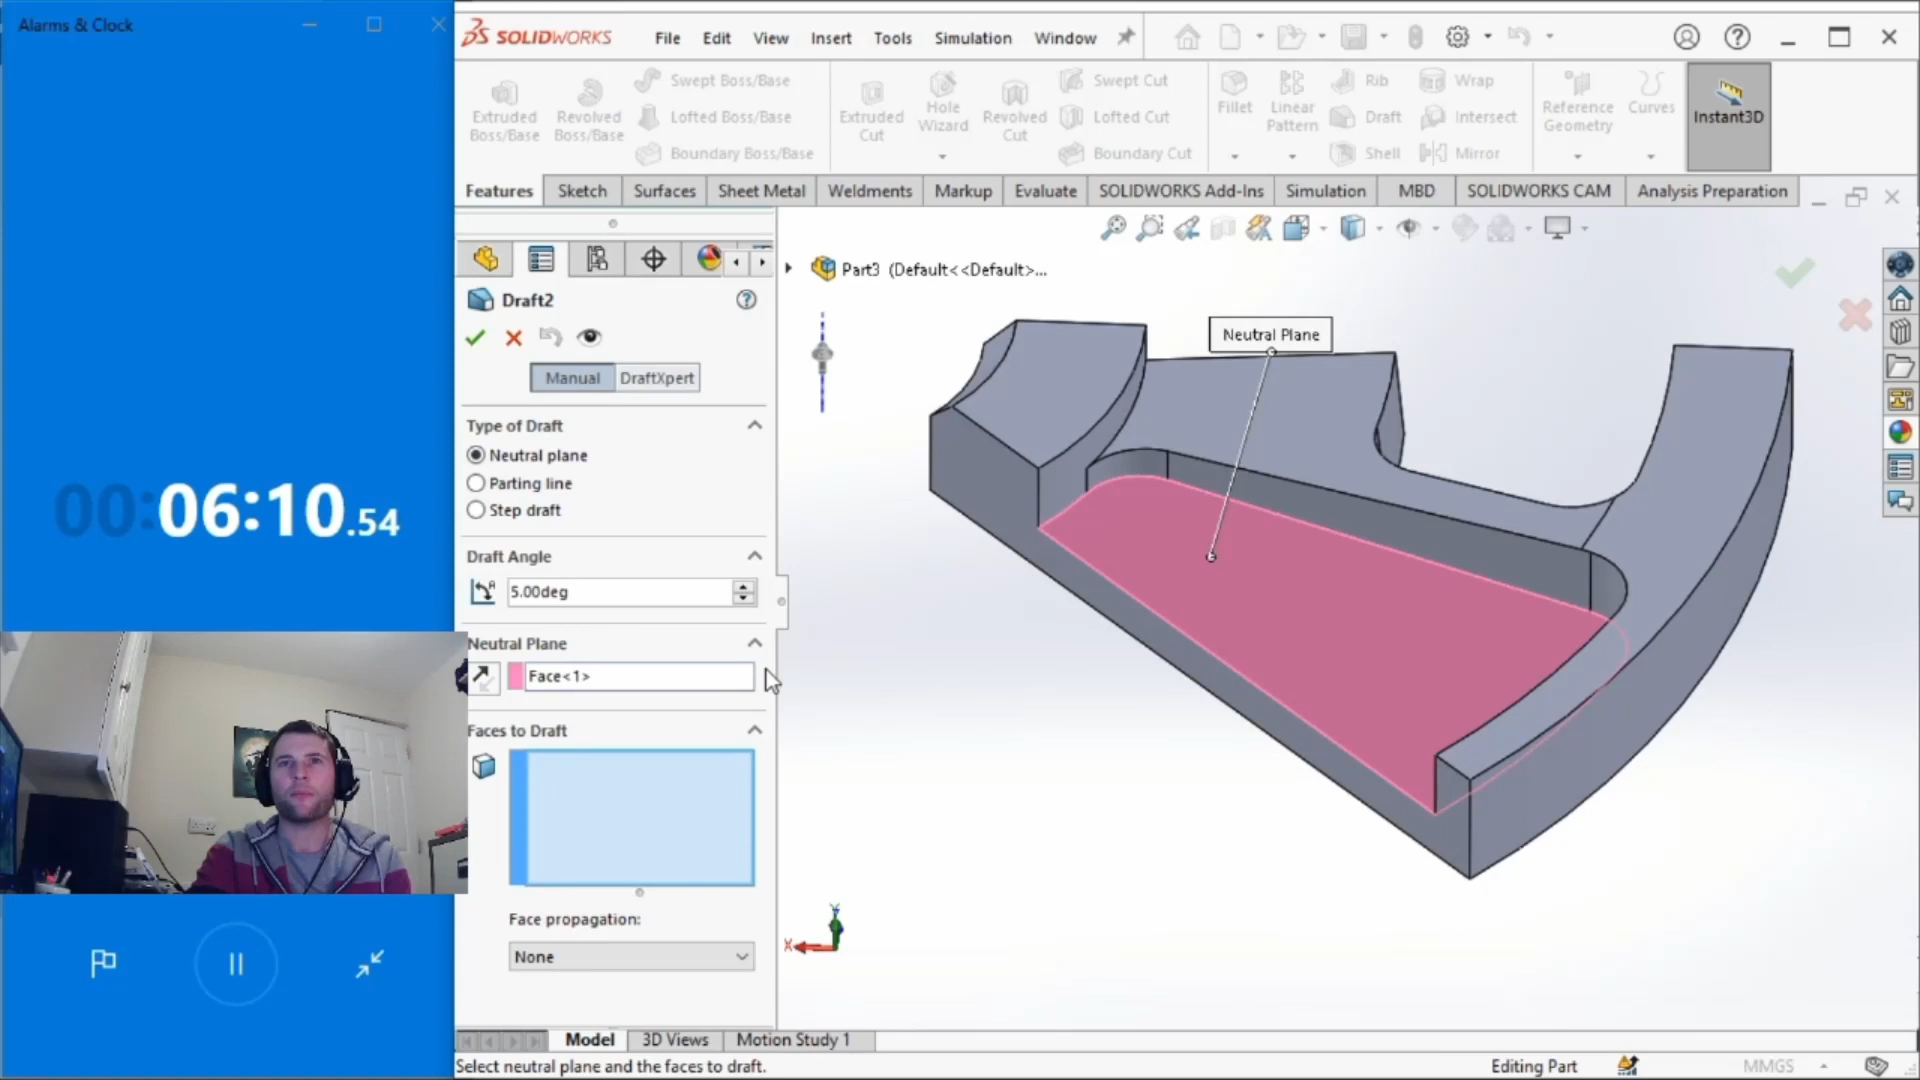 Alarms & Clock
00:06:10.54
SOLIDWORKS
File Edit View Insert Tools Simulation Window
Extruded Boss/Base
Revolved Boss/Base
Swept Boss/Base
Lofted Boss/Base
Boundary Boss/Base
Extruded Cut
Hole Wizard
Revolved Cut
Swept Cut
Lofted Cut
Boundary Cut
Fillet
Linear Pattern
Rib
Draft
Shell
Wrap
Intersect
Mirror
Reference Geometry
Curves
Instant3D
Features Sketch Surfaces Sheet Metal Weldments Markup Evaluate SOLIDWORKS Add-Ins Simulation MBD SOLIDWORKS CAM Analysis Preparation
Part3 (Default<<Default>...
Draft2
Manual DraftXpert
Type of Draft
Neutral plane
Parting line
Step draft
Draft Angle
5.00deg
Neutral Plane
Face<1>
Faces to Draft
Face propagation:
None
Neutral Plane
Y
X
Model 3D Views Motion Study 1
Select neutral plane and the faces to draft.
Editing Part
MMGS